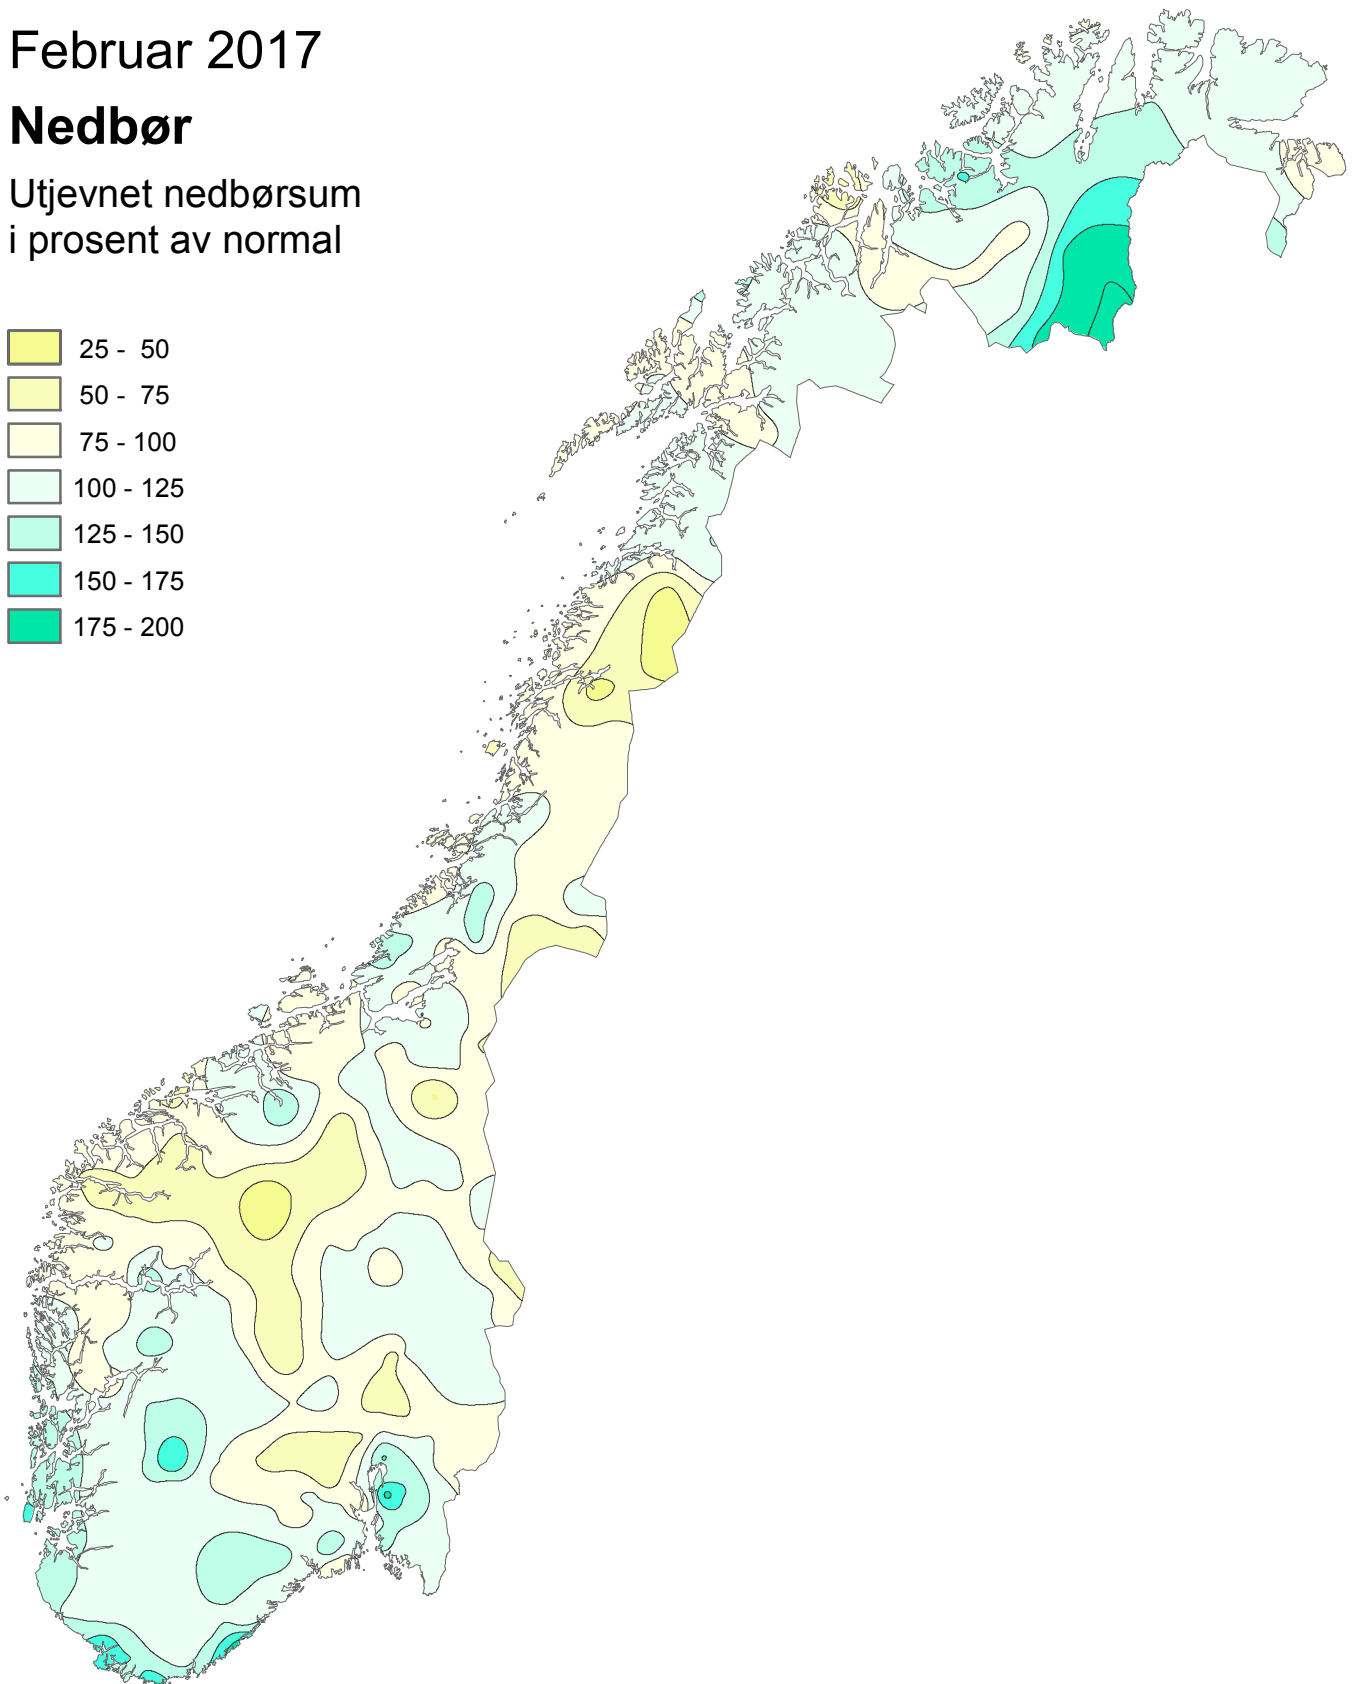 Februar 2017
Nedbør
Utjevnet nedbørsum
i prosent av normal
25 - 50
50 - 75
75 - 100
100 - 125
125 - 150
150 - 175
175 - 200